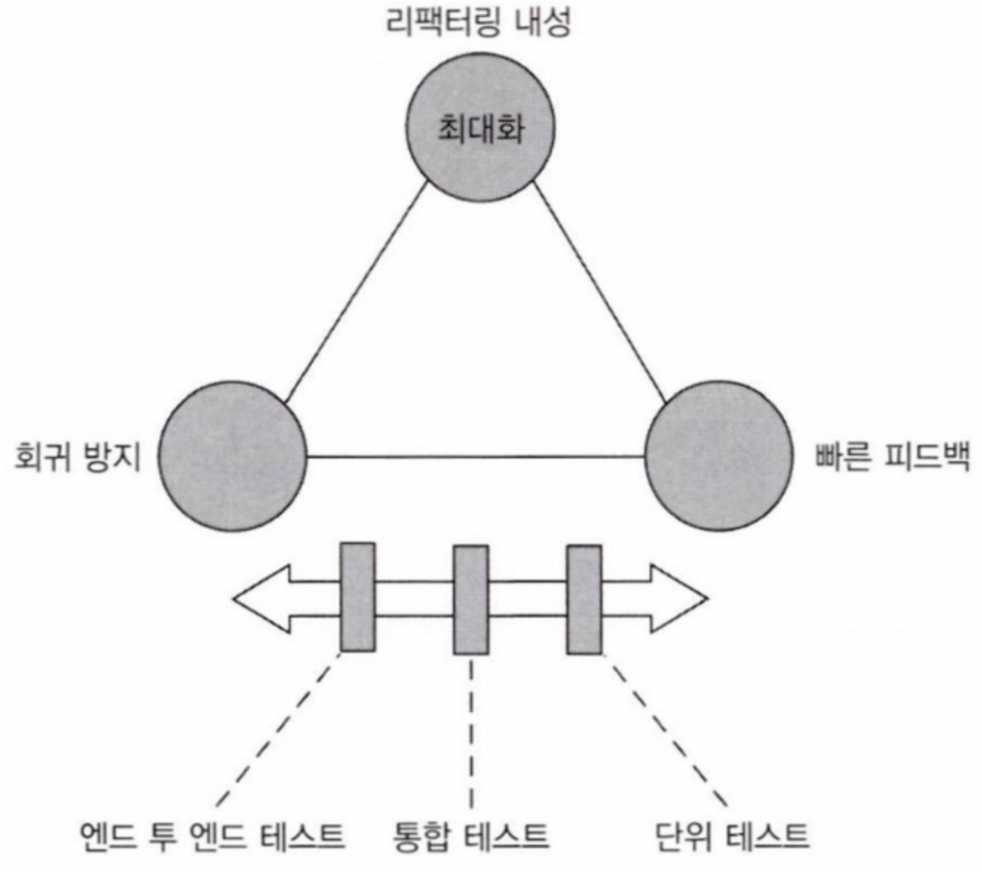 리팩터링 내성
최대화
회귀 방지
빠른 피드백
엔드 투 엔드 테스트
통합 테스트
단위 테스트